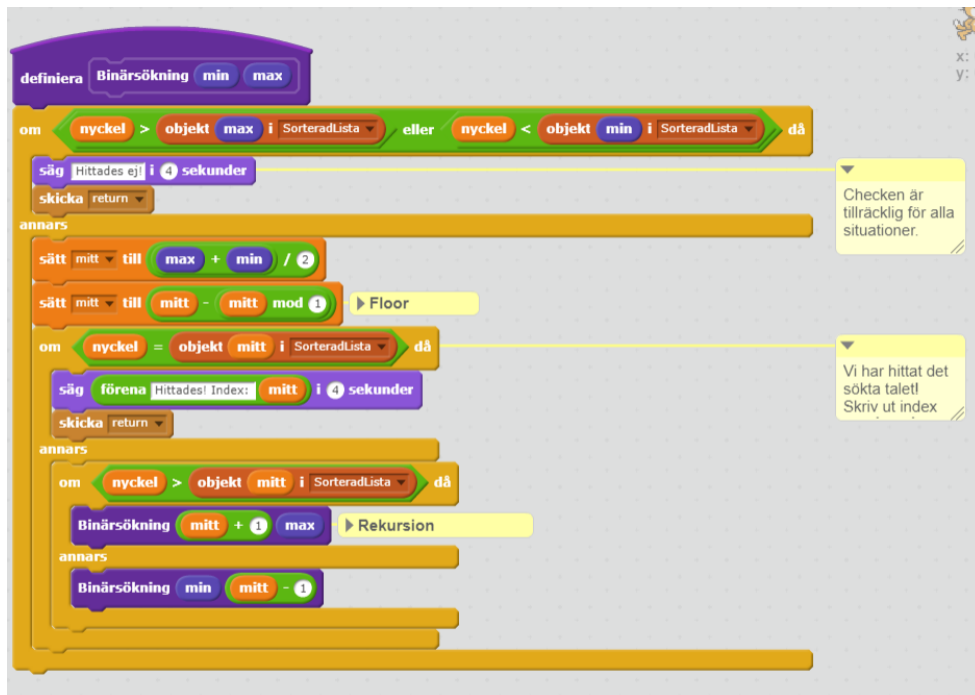 definiera Binärsökning min max
x:
y:
om nyckel > objekt max i SorteradLista eller nyckel < objekt min i SorteradLista då
säg Hittades ej! i 4 sekunder
skicka return
Checken är
tillräcklig för alla
situationer.
annars
sätt mitt till max + min / 2
sätt mitt till mitt - mitt mod 1
Floor
om nyckel = objekt mitt i SorteradLista då
Vi har hittat det
sökta talet!
Skriv ut index
säg förena Hittades! Index: mitt i 4 sekunder
skicka return
annars
om nyckel > objekt mitt i SorteradLista då
Binärsökning mitt + 1 max
Rekursion
annars
Binärsökning min mitt - 1